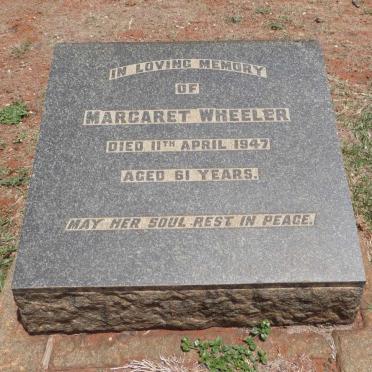 IN LOVING MEMORY
OF
MARGARET WHEELER
DIED 11TH APRIL 1947
AGED 61 YEARS.
MAY HER SOUL REST IN PEACE.